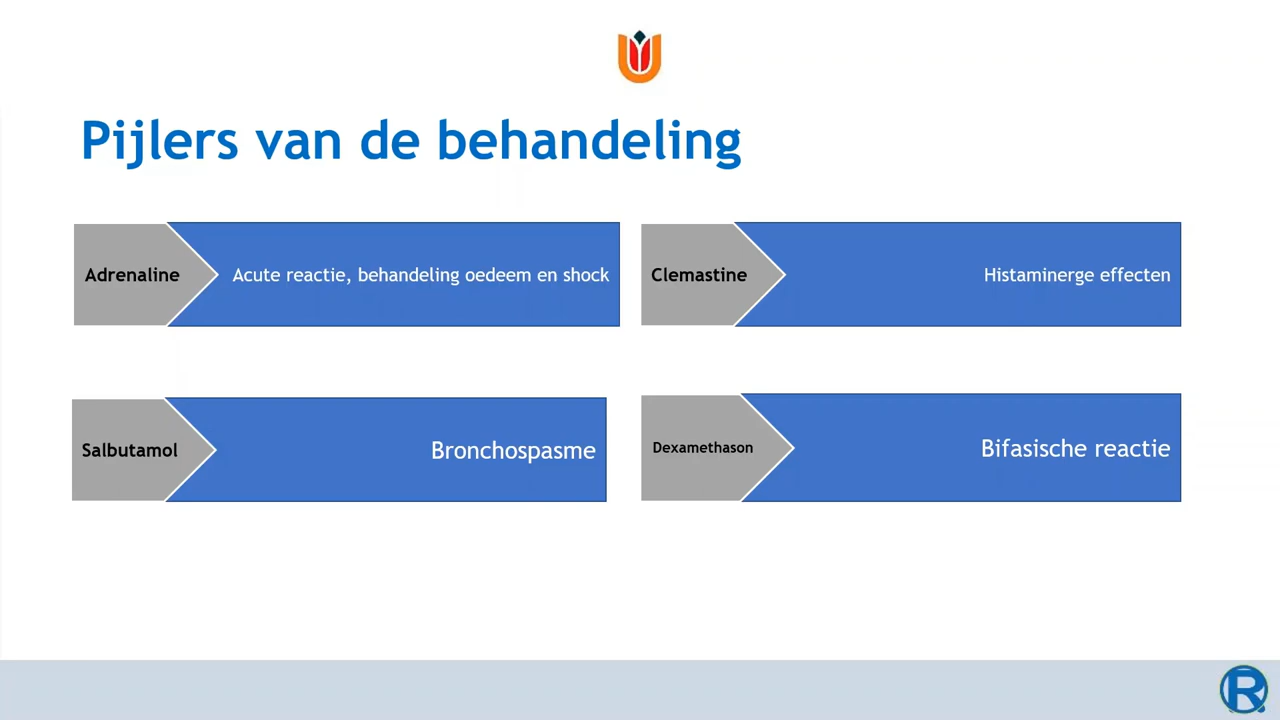 Pijlers van de behandeling
Adrenaline
Acute reactie, behandeling oedeem en shock
Clemastine
Histaminerge effecten
Salbutamol
Bronchospasme
Dexamethason
Bifasische reactie
R